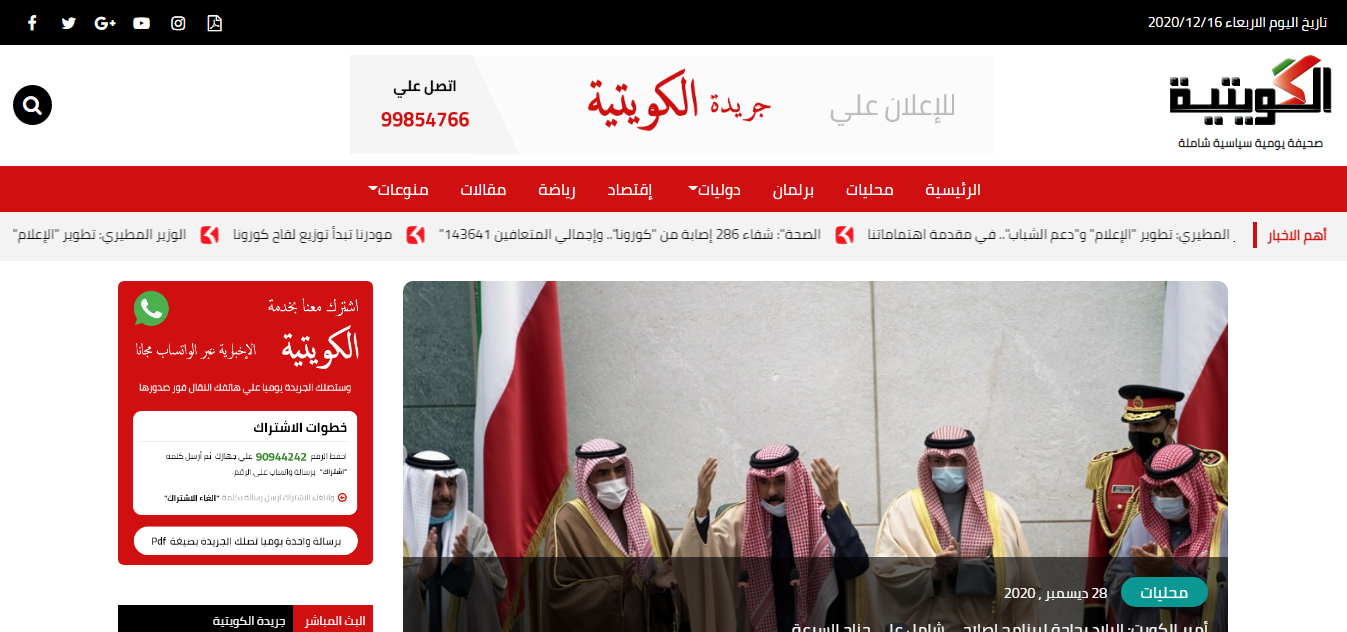 تاريخ اليوم الاربعاء 2020/12/16
الكويتية
صحيفة يومية سياسية شاملة
للإعلان علي
جريدة الكويتية
اتصل علي
99854766
الرئيسية
محليات
برلمان
دوليات
إقتصاد
رياضة
مقالات
منوعات
أهم الاخبار
المطيري: تطوير "الإعلام" و"دعم الشباب".. في مقدمة اهتماماتنا
الصحة": شفاء 286 إصابة من "كورونا".. وإجمالي المتعافين 143641"
مودرنا تبدأ توزيع لقاح كورونا
الوزير المطيري: تطوير "الإعلام"
اشترك معنا بخدمة
الكويتية
الإخبارية عبر الواتساب مجانا
وستصلك الجريدة يوميا علي هاتفك النقال فور صدورها
خطوات الاشتراك
احفظ الرقم 90944242 علي جهازك ثم أرسل كلمة
"اشتراك" برسالة واتساب على الرقم
ولإلغاء الاشتراك ارسل رسالة بكلمة "الغاء الاشتراك"
برسالة واحدة يوميا تصلك الجريدة بصيغة Pdf
البث المباشر
جريدة الكويتية
محليات
28 ديسمبر , 2020
أمير الكويت: البلاد بحاجة لبرنامج إصلاحي شامل على جناح السرعة